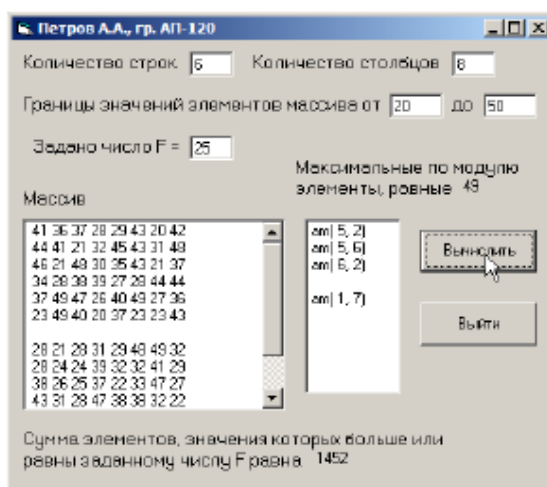 Петров А.А., гр. АП-120
Количество строк 6 Количество столбцов 8
Границы значений элементов массива от 20 до 50
Задано число F = 25
Максимальные по модулю
элементы, равные 49
Массив
41 36 37 28 29 43 20 42
44 41 21 32 45 43 31 48
46 21 48 30 35 43 21 37
34 28 38 39 27 28 44 44
37 49 47 26 40 49 27 36
23 49 40 20 37 23 23 43
28 21 28 31 29 48 49 32
28 24 24 39 32 32 41 29
38 26 25 37 22 33 47 27
43 31 28 47 38 38 32 22
am( 5, 2)
am( 5, 6)
am( 6, 2)
am( 1, 7)
Вычислить
Выйти
Сумма элементов, значения которых больше или
равны заданному числу F равна 1452